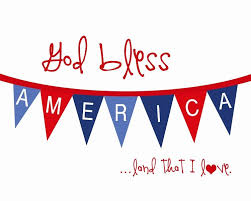 God bless
AMERICA
...land that I love.